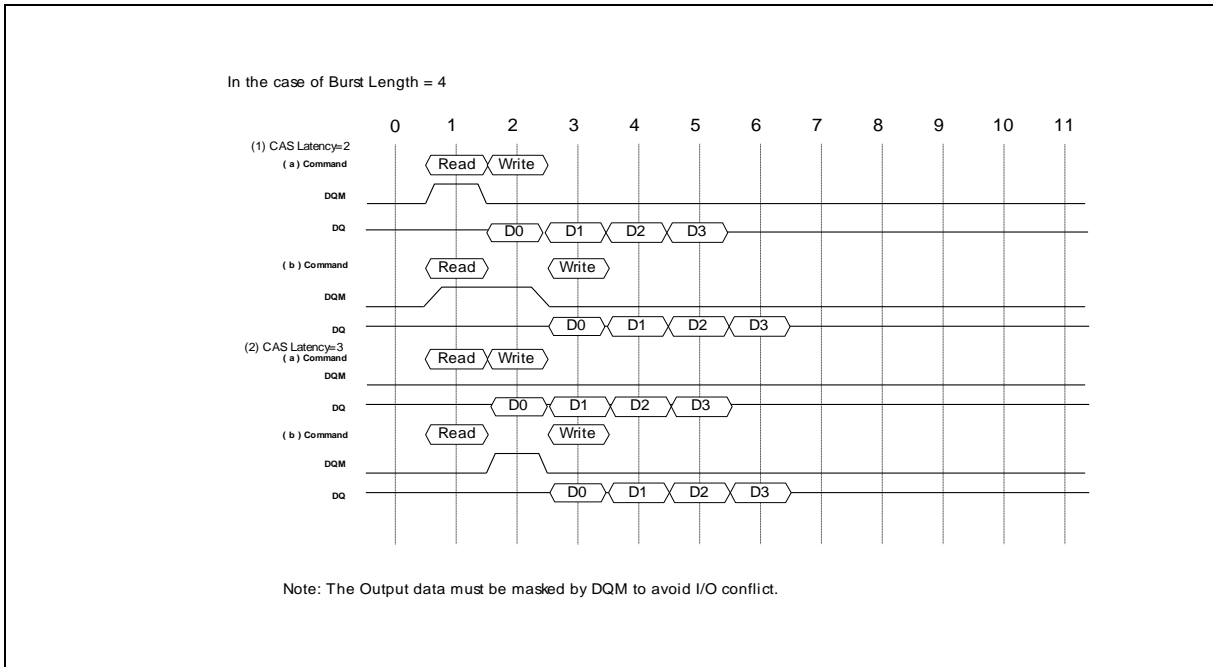 In the case of Burst Length = 4
0 1 2 3 4 5 6 7 8 9 10 11
(1) CAS Latency=2
( a ) Command Read Write
DQM
DQ D0 D1 D2 D3
( b ) Command Read Write
DQM
DQ D0 D1 D2 D3
(2) CAS Latency=3
( a ) Command Read Write
DQM
DQ D0 D1 D2 D3
( b ) Command Read Write
DQM
DQ D0 D1 D2 D3
Note: The Output data must be masked by DQM to avoid I/O conflict.